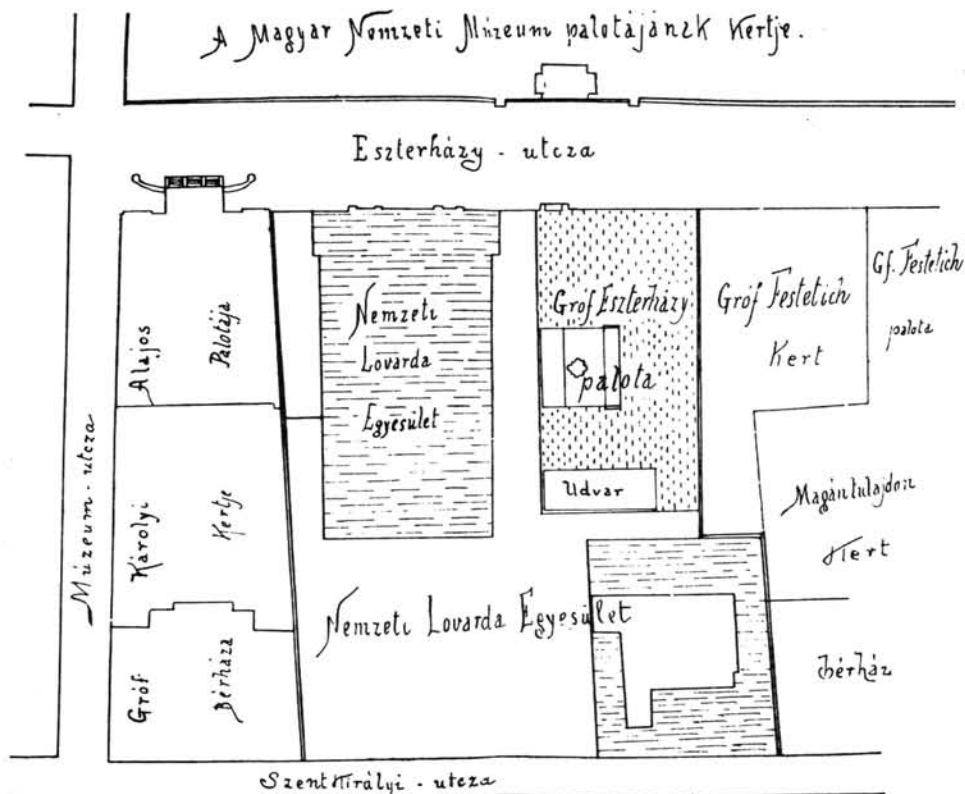 A Magyar Nemzeti Múzeum palotájának Kertje.
Eszterházy - utcza
Múzeum - utcza
Gróf Károlyi Alajos
Palotája
Kertje
Bérháza
Nemzeti
Lovarda
Egyesület
Gróf Eszterházy
palota
Udvar
Gróf Festetich
Kert
Gf. Festetich
palota
Magántulajdon
Kert
Nemzeti Lovarda Egyesület
bérház
Szentkirályi - utcza